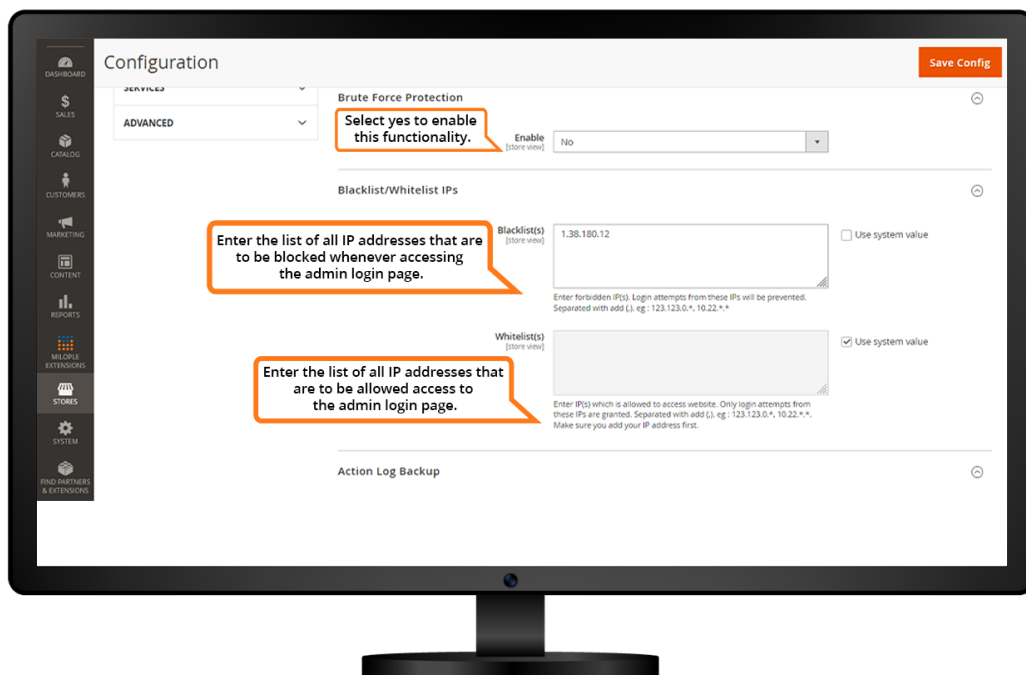 Configuration
Save Config
DASHBOARD
SALES
CATALOG
CUSTOMERS
MARKETING
CONTENT
REPORTS
MILOPLE
EXTENSIONS
STORES
SYSTEM
FIND PARTNERS
& EXTENSIONS
SERVICES
ADVANCED
Brute Force Protection
Select yes to enable
this functionality.
Enable
[store view]
No
Blacklist/Whitelist IPs
Enter the list of all IP addresses that are
to be blocked whenever accessing
the admin login page.
Blacklist(s)
[store view]
1.38.180.12
Use system value
Enter forbidden IP(s). Login attempts from these IPs will be prevented.
Separated with add (,). eg : 123.123.0.*, 10.22.*.*
Enter the list of all IP addresses that
are to be allowed access to
the admin login page.
Whitelist(s)
[store view]
Use system value
Enter IP(s) which is allowed to access website. Only login attempts from
these IPs are granted. Separated with add (,). eg : 123.123.0.*, 10.22.*.*.
Make sure you add your IP address first.
Action Log Backup